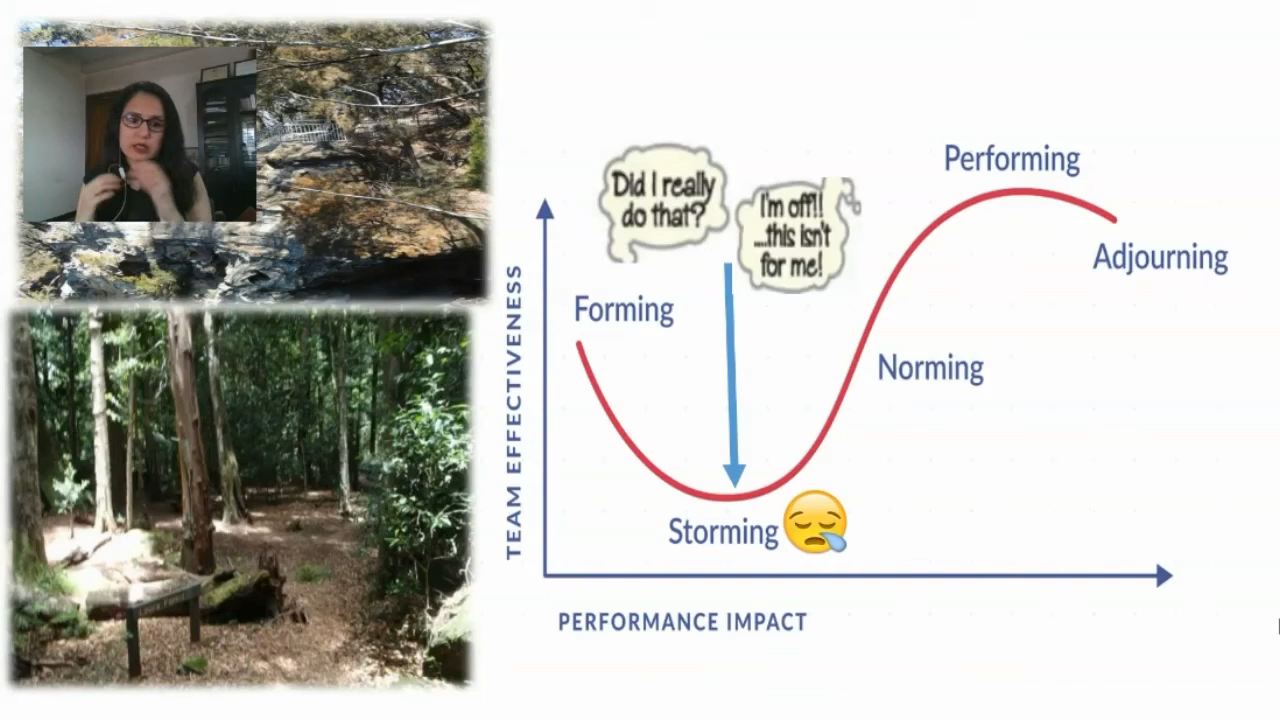 Did I really
do that?
I'm off!!
....this isn't
for me!
Performing
Adjourning
Forming
Norming
Storming
TEAM EFFECTIVENESS
PERFORMANCE IMPACT